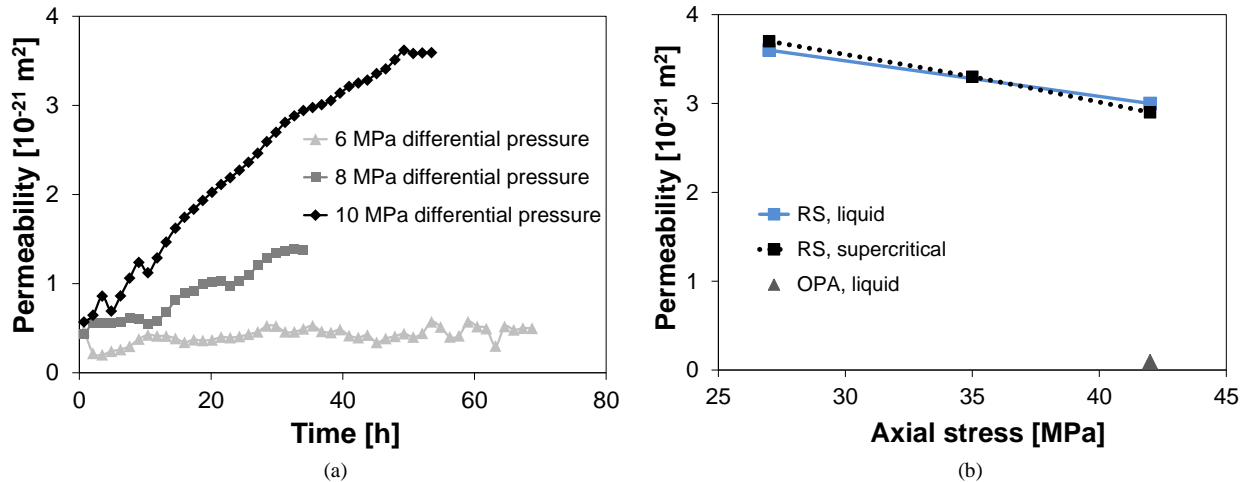 4
3
2
1
0
Permeability [10⁻²¹ m²]
6 MPa differential pressure
8 MPa differential pressure
10 MPa differential pressure
0 20 40 60 80
Time [h]
(a)
4
3
2
1
0
Permeability [10⁻²¹ m²]
RS, liquid
RS, supercritical
OPA, liquid
25 30 35 40 45
Axial stress [MPa]
(b)